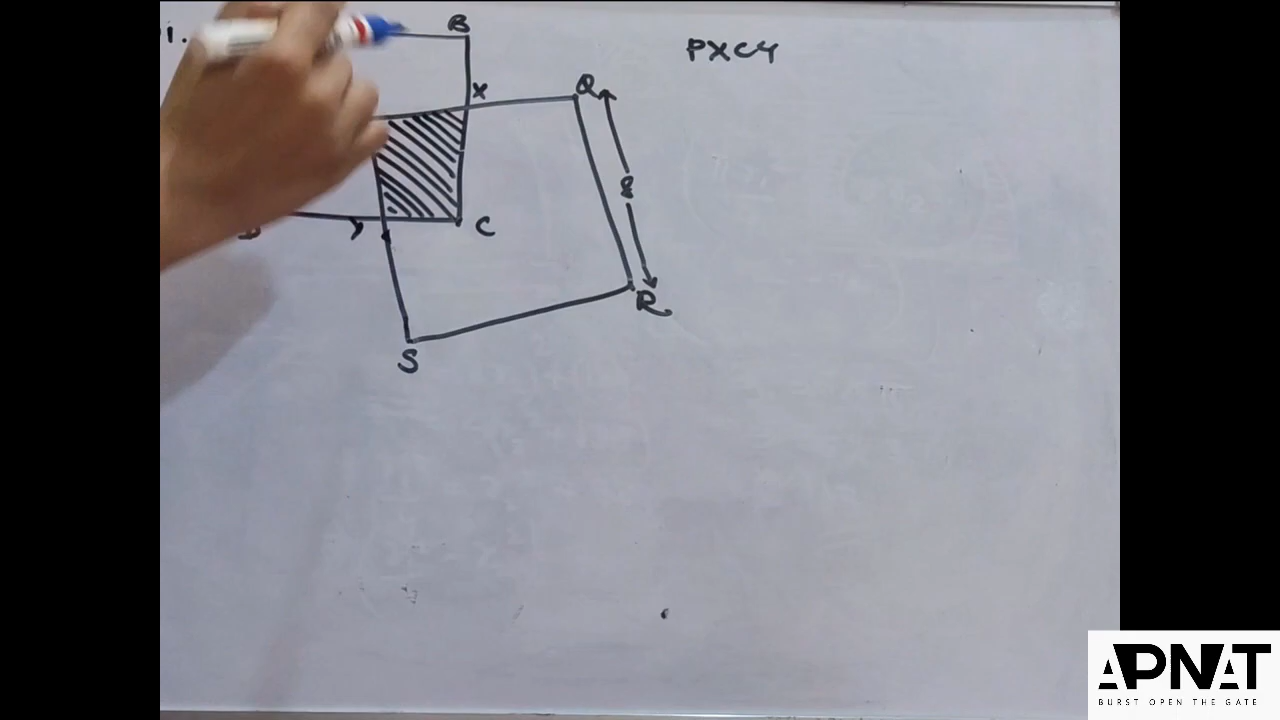 1.
B
PXCY
X
Q
8
D
Y
C
R
S
APNAT
BURST OPEN THE GATE